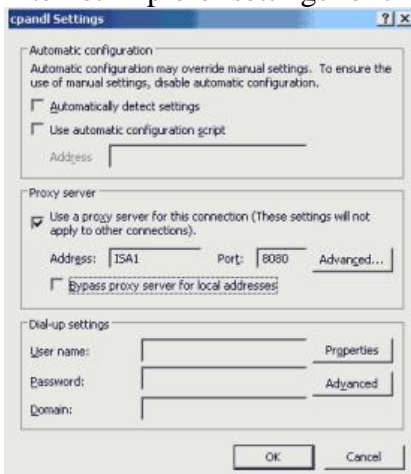 cpandl Settings
Automatic configuration
Automatic configuration may override manual settings. To ensure the
use of manual settings, disable automatic configuration.
Automatically detect settings
Use automatic configuration script
Address
Proxy server
Use a proxy server for this connection (These settings will not
apply to other connections).
Address: ISA1 Port: 8080 Advanced...
Bypass proxy server for local addresses
Dial-up settings
User name: Properties
Password: Advanced
Domain:
OK Cancel